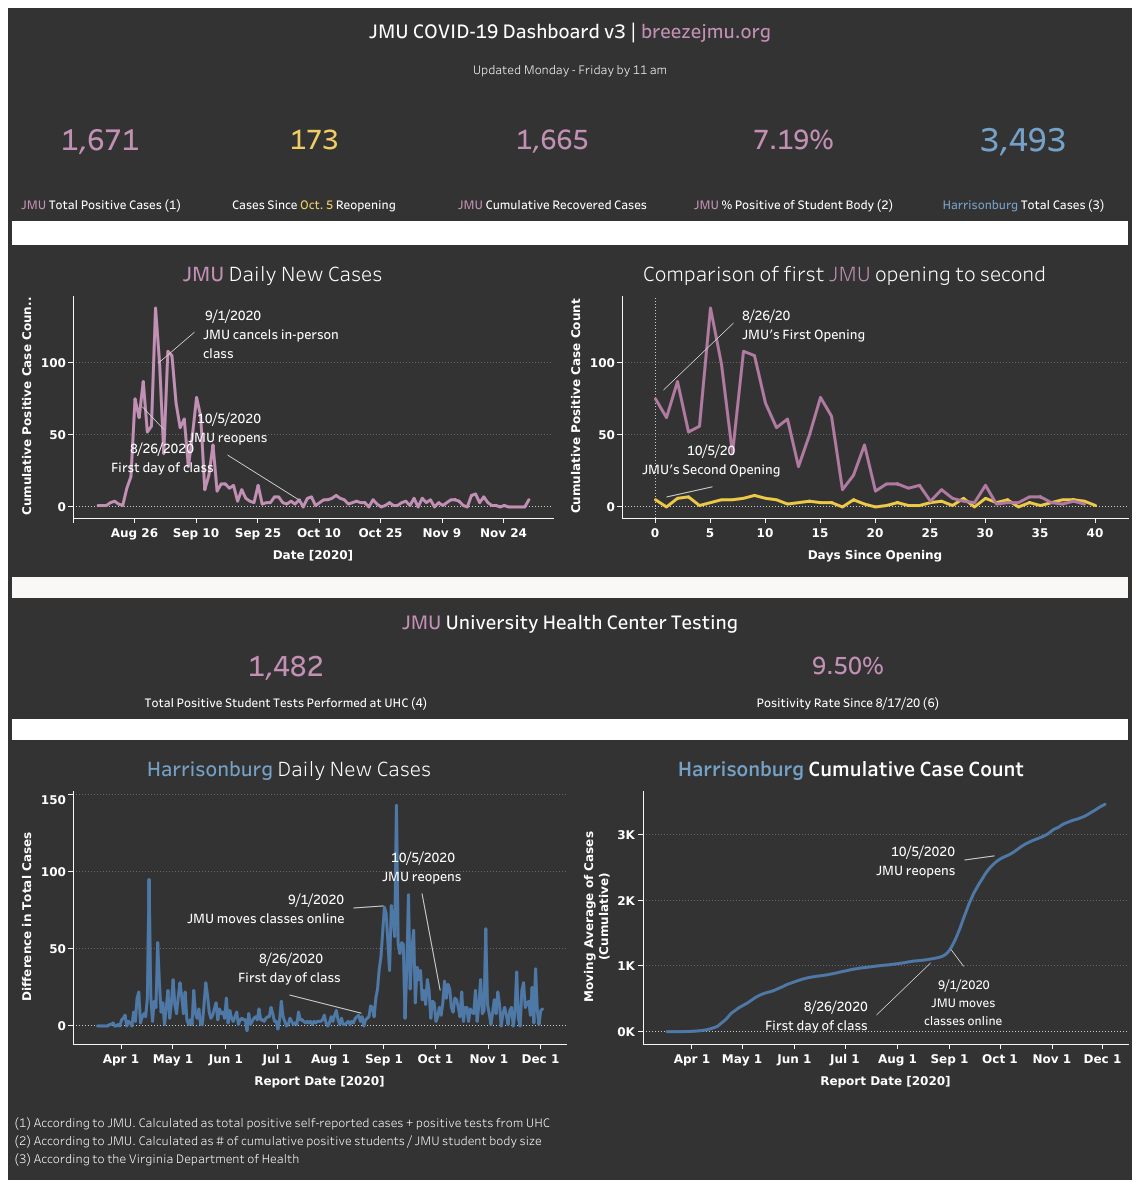 JMU COVID-19 Dashboard v3 | breezejmu.org
Updated Monday - Friday by 11 am
1,671
173
1,665
7.19%
3,493
JMU Total Positive Cases (1)
Cases Since Oct. 5 Reopening
JMU Cumulative Recovered Cases
JMU % Positive of Student Body (2)
Harrisonburg Total Cases (3)
JMU Daily New Cases
Cumulative Positive Case Coun..
100
50
0
9/1/2020
JMU cancels in-person
class
10/5/2020
JMU reopens
8/26/2020
First day of class
Aug 26
Sep 10
Sep 25
Oct 10
Oct 25
Nov 9
Nov 24
Date [2020]
Comparison of first JMU opening to second
Cumulative Positive Case Count
100
50
0
8/26/20
JMU's First Opening
10/5/20
JMU's Second Opening
0
5
10
15
20
25
30
35
40
Days Since Opening
JMU University Health Center Testing
1,482
9.50%
Total Positive Student Tests Performed at UHC (4)
Positivity Rate Since 8/17/20 (6)
Harrisonburg Daily New Cases
Difference in Total Cases
150
100
50
0
10/5/2020
JMU reopens
9/1/2020
JMU moves classes online
8/26/2020
First day of class
Apr 1
May 1
Jun 1
Jul 1
Aug 1
Sep 1
Oct 1
Nov 1
Dec 1
Report Date [2020]
Harrisonburg Cumulative Case Count
Moving Average of Cases
(Cumulative)
3K
2K
1K
0K
10/5/2020
JMU reopens
9/1/2020
JMU moves
classes online
8/26/2020
First day of class
Apr 1
May 1
Jun 1
Jul 1
Aug 1
Sep 1
Oct 1
Nov 1
Dec 1
Report Date [2020]
(1) According to JMU. Calculated as total positive self-reported cases + positive tests from UHC
(2) According to JMU. Calculated as # of cumulative positive students / JMU student body size
(3) According to the Virginia Department of Health